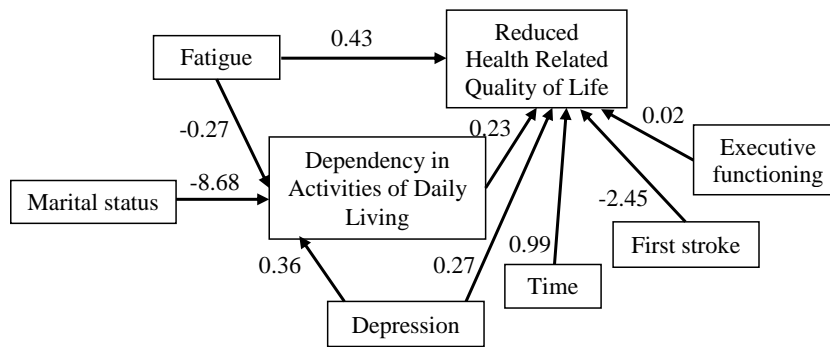 Reduced
Health Related
Quality of Life
0.43
Fatigue
-0.27
0.23
0.02
Executive
functioning
Dependency in
Activities of Daily
Living
-8.68
Marital status
-2.45
First stroke
0.36
0.27
0.99
Time
Depression